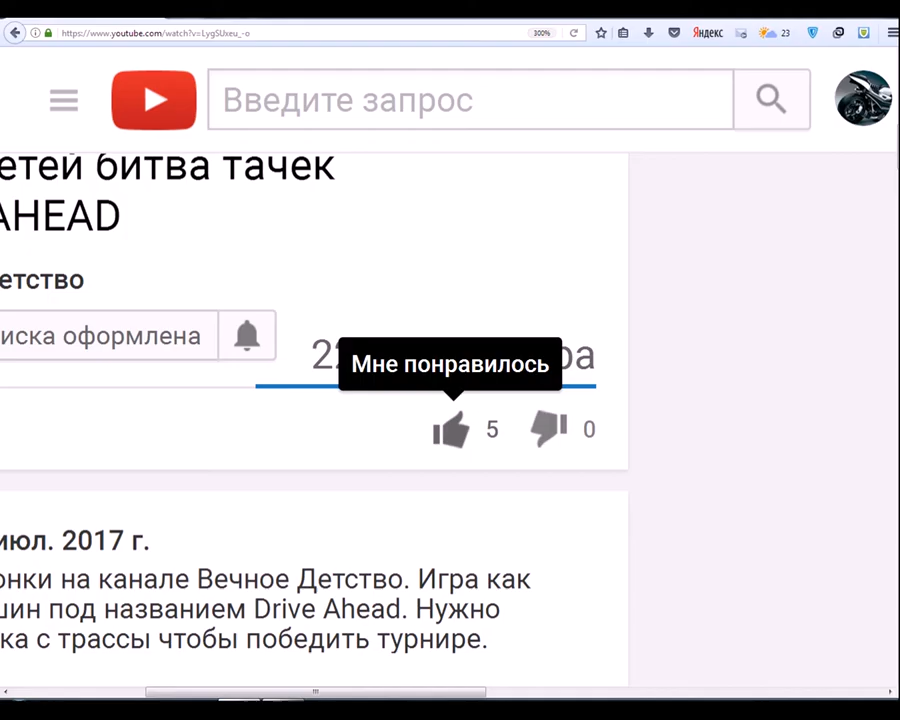 https://www.youtube.com/watch?v=LygSUxeu_-o
300%
Яндекс
23
Введите запрос
етей битва тачек
AHEAD
етство
иска оформлена
Мне понравилось
ра
5
0
июл. 2017 г.
онки на канале Вечное Детство. Игра как
шин под названием Drive Ahead. Нужно
ка с трассы чтобы победить турнире.